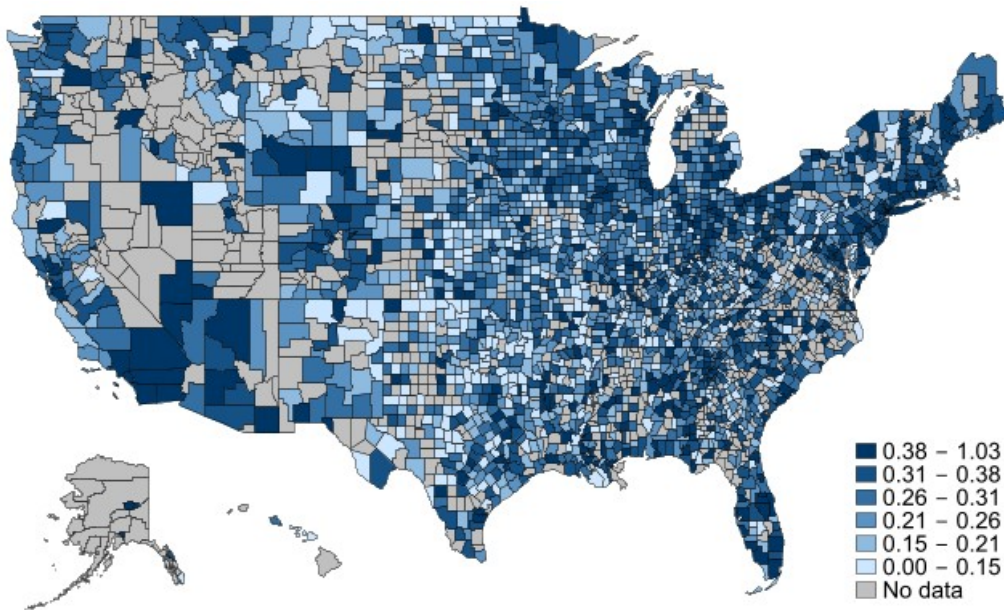 0.38 – 1.03
0.31 – 0.38
0.26 – 0.31
0.21 – 0.26
0.15 – 0.21
0.00 – 0.15
No data